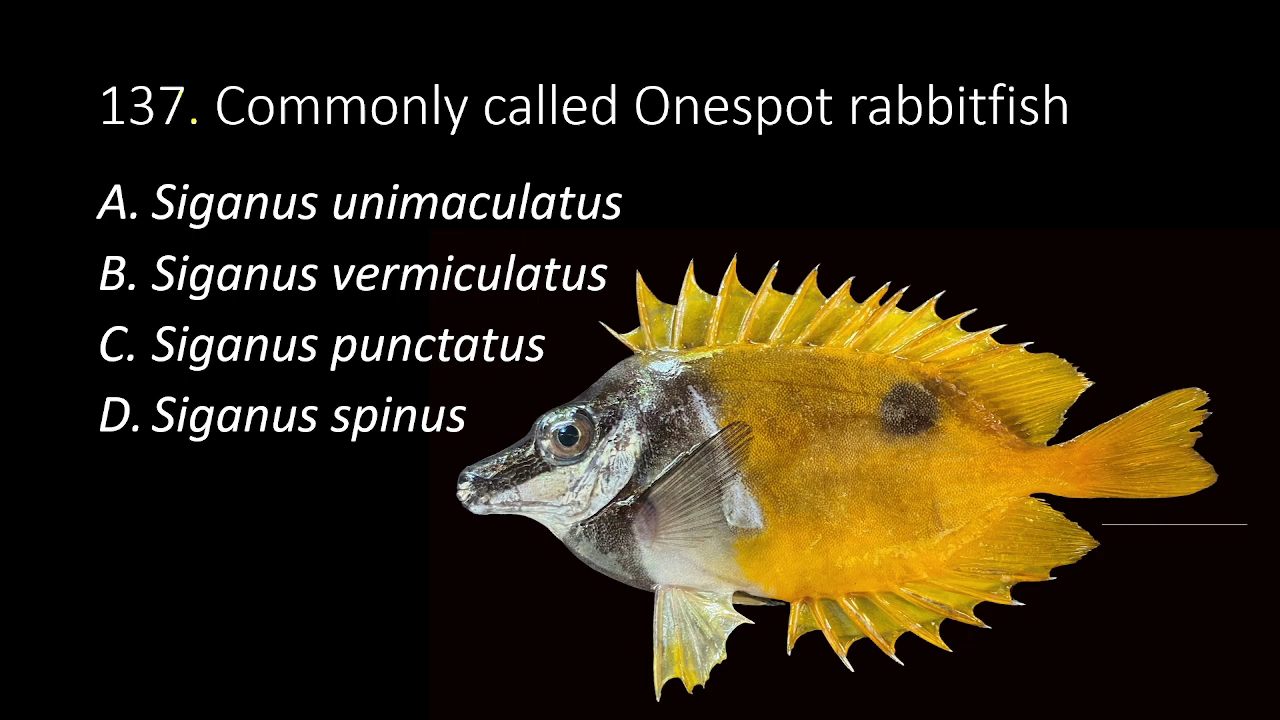 137. Commonly called Onespot rabbitfish
A. Siganus unimaculatus
B. Siganus vermiculatus
C. Siganus punctatus
D. Siganus spinus